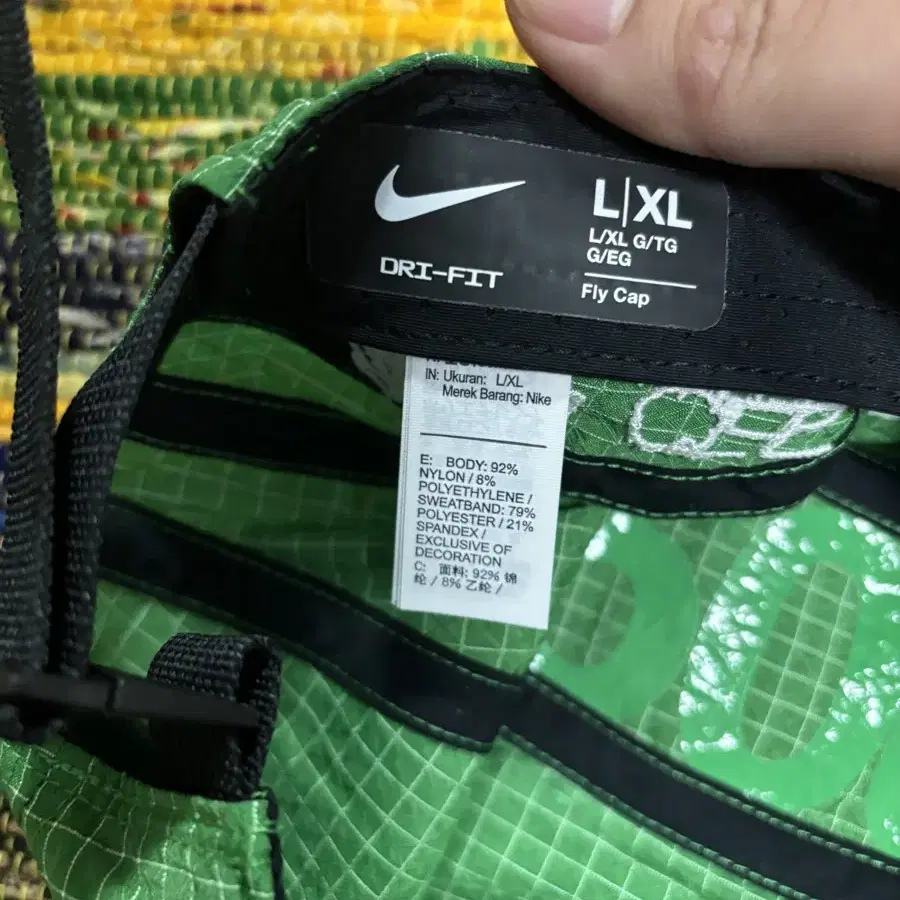 L|XL
L/XL G/TG
G/EG
DRI-FIT
Fly Cap
IN: Ukuran: L/XL
Merek Barang: Nike
E: BODY: 92%
NYLON / 8%
POLYETHYLENE /
SWEATBAND: 79%
POLYESTER / 21%
SPANDEX /
EXCLUSIVE OF
DECORATION
C: 面料: 92% 锦
纶 / 8% 乙纶 /